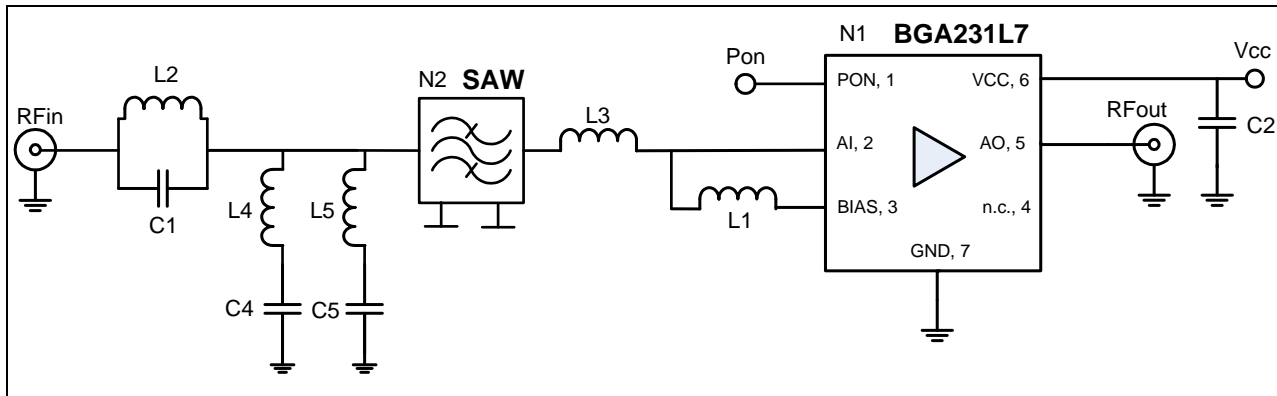 N1 BGA231L7
Pon
Vcc
N2 SAW
L2
PON, 1
VCC, 6
RFin
L3
RFout
C2
AI, 2
AO, 5
C1
L4
L5
L1
BIAS, 3
n.c., 4
GND, 7
C4
C5